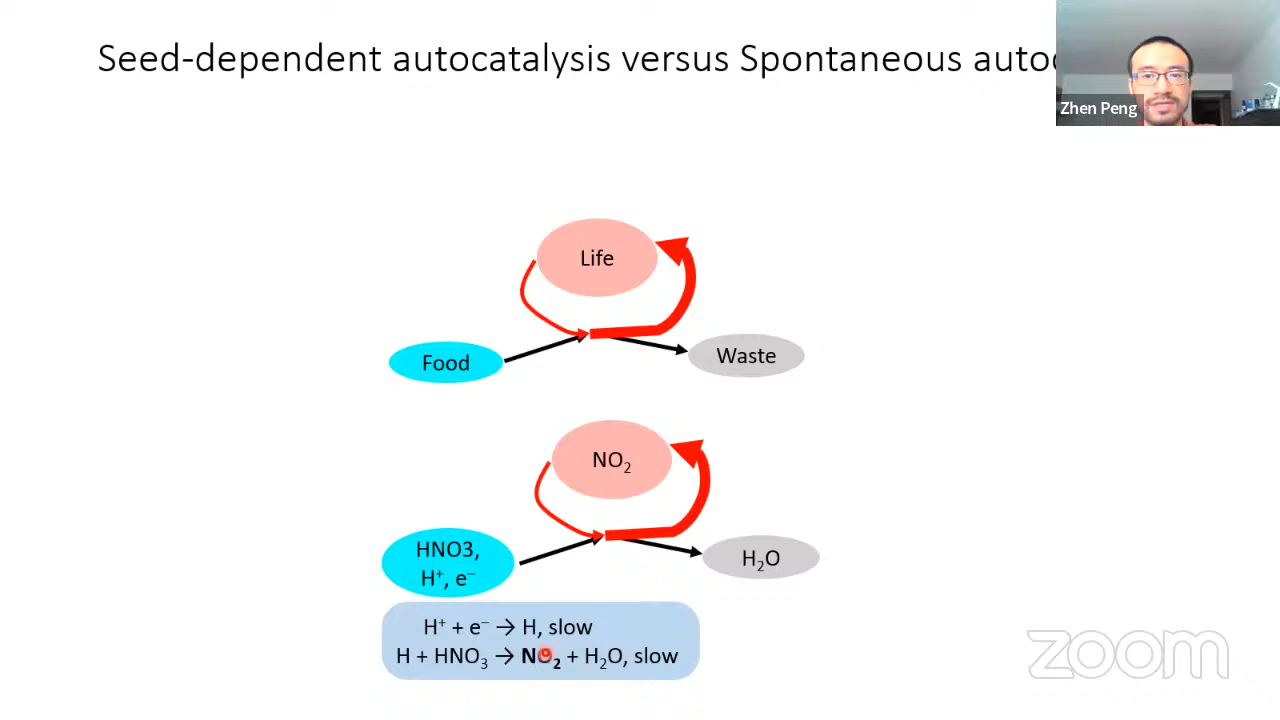 Seed-dependent autocatalysis versus Spontaneous
Zhen Peng
Life
Food
Waste
NO₂
HNO3,
H⁺, e⁻
H₂O
H⁺ + e⁻ → H, slow
H + HNO₃ → NO₂ + H₂O, slow
zoom